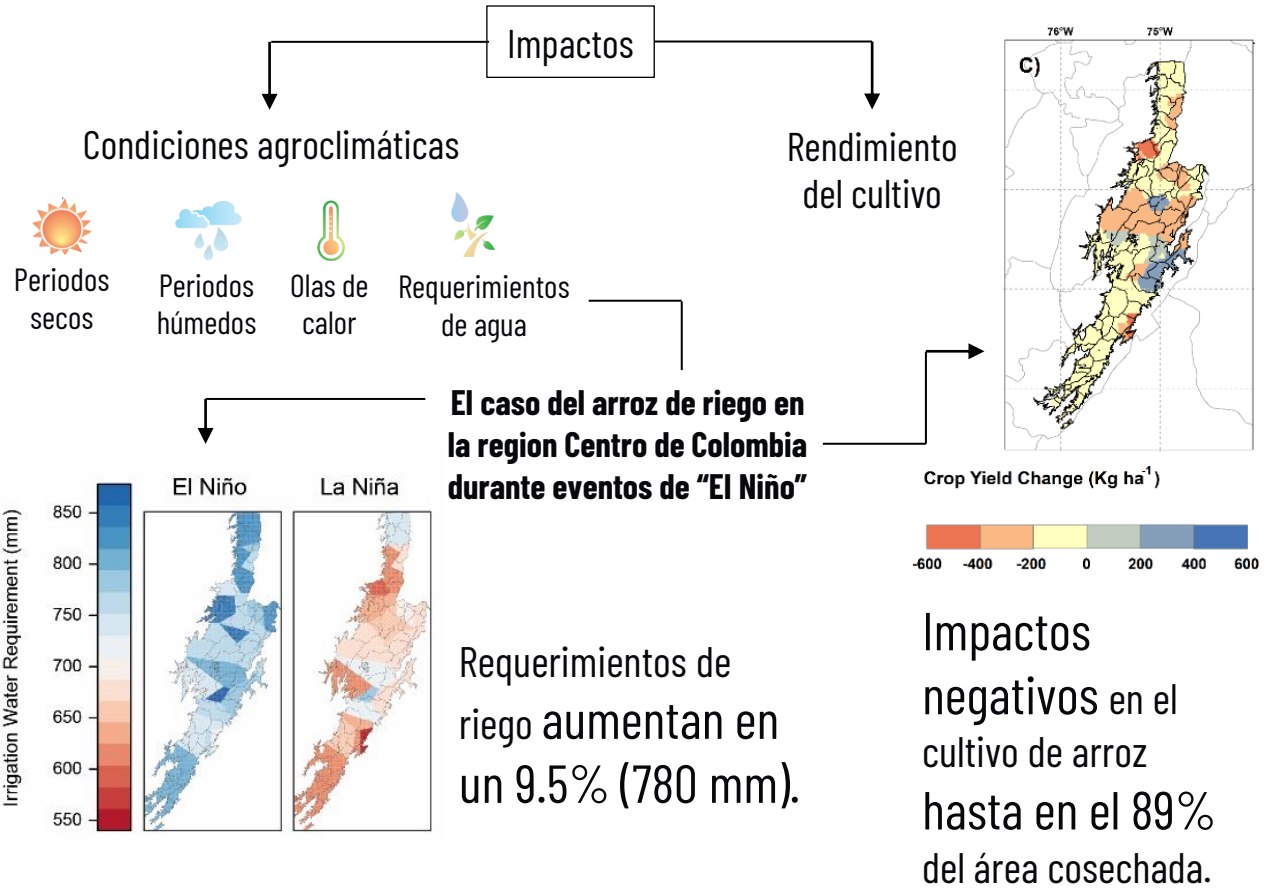 Impactos
Condiciones agroclimáticas
Periodos
secos
Periodos
húmedos
Olas de
calor
Requerimientos
de agua
Rendimiento
del cultivo
76°W
75°W
C)
El caso del arroz de riego en
la region Centro de Colombia
durante eventos de “El Niño”
Crop Yield Change (Kg ha-1)
-600 -400 -200 0 200 400 600
El Niño
La Niña
Irrigation Water Requirement (mm)
850
800
750
700
650
600
550
Requerimientos de
riego aumentan en
un 9.5% (780 mm).
Impactos
negativos en el
cultivo de arroz
hasta en el 89%
del área cosechada.